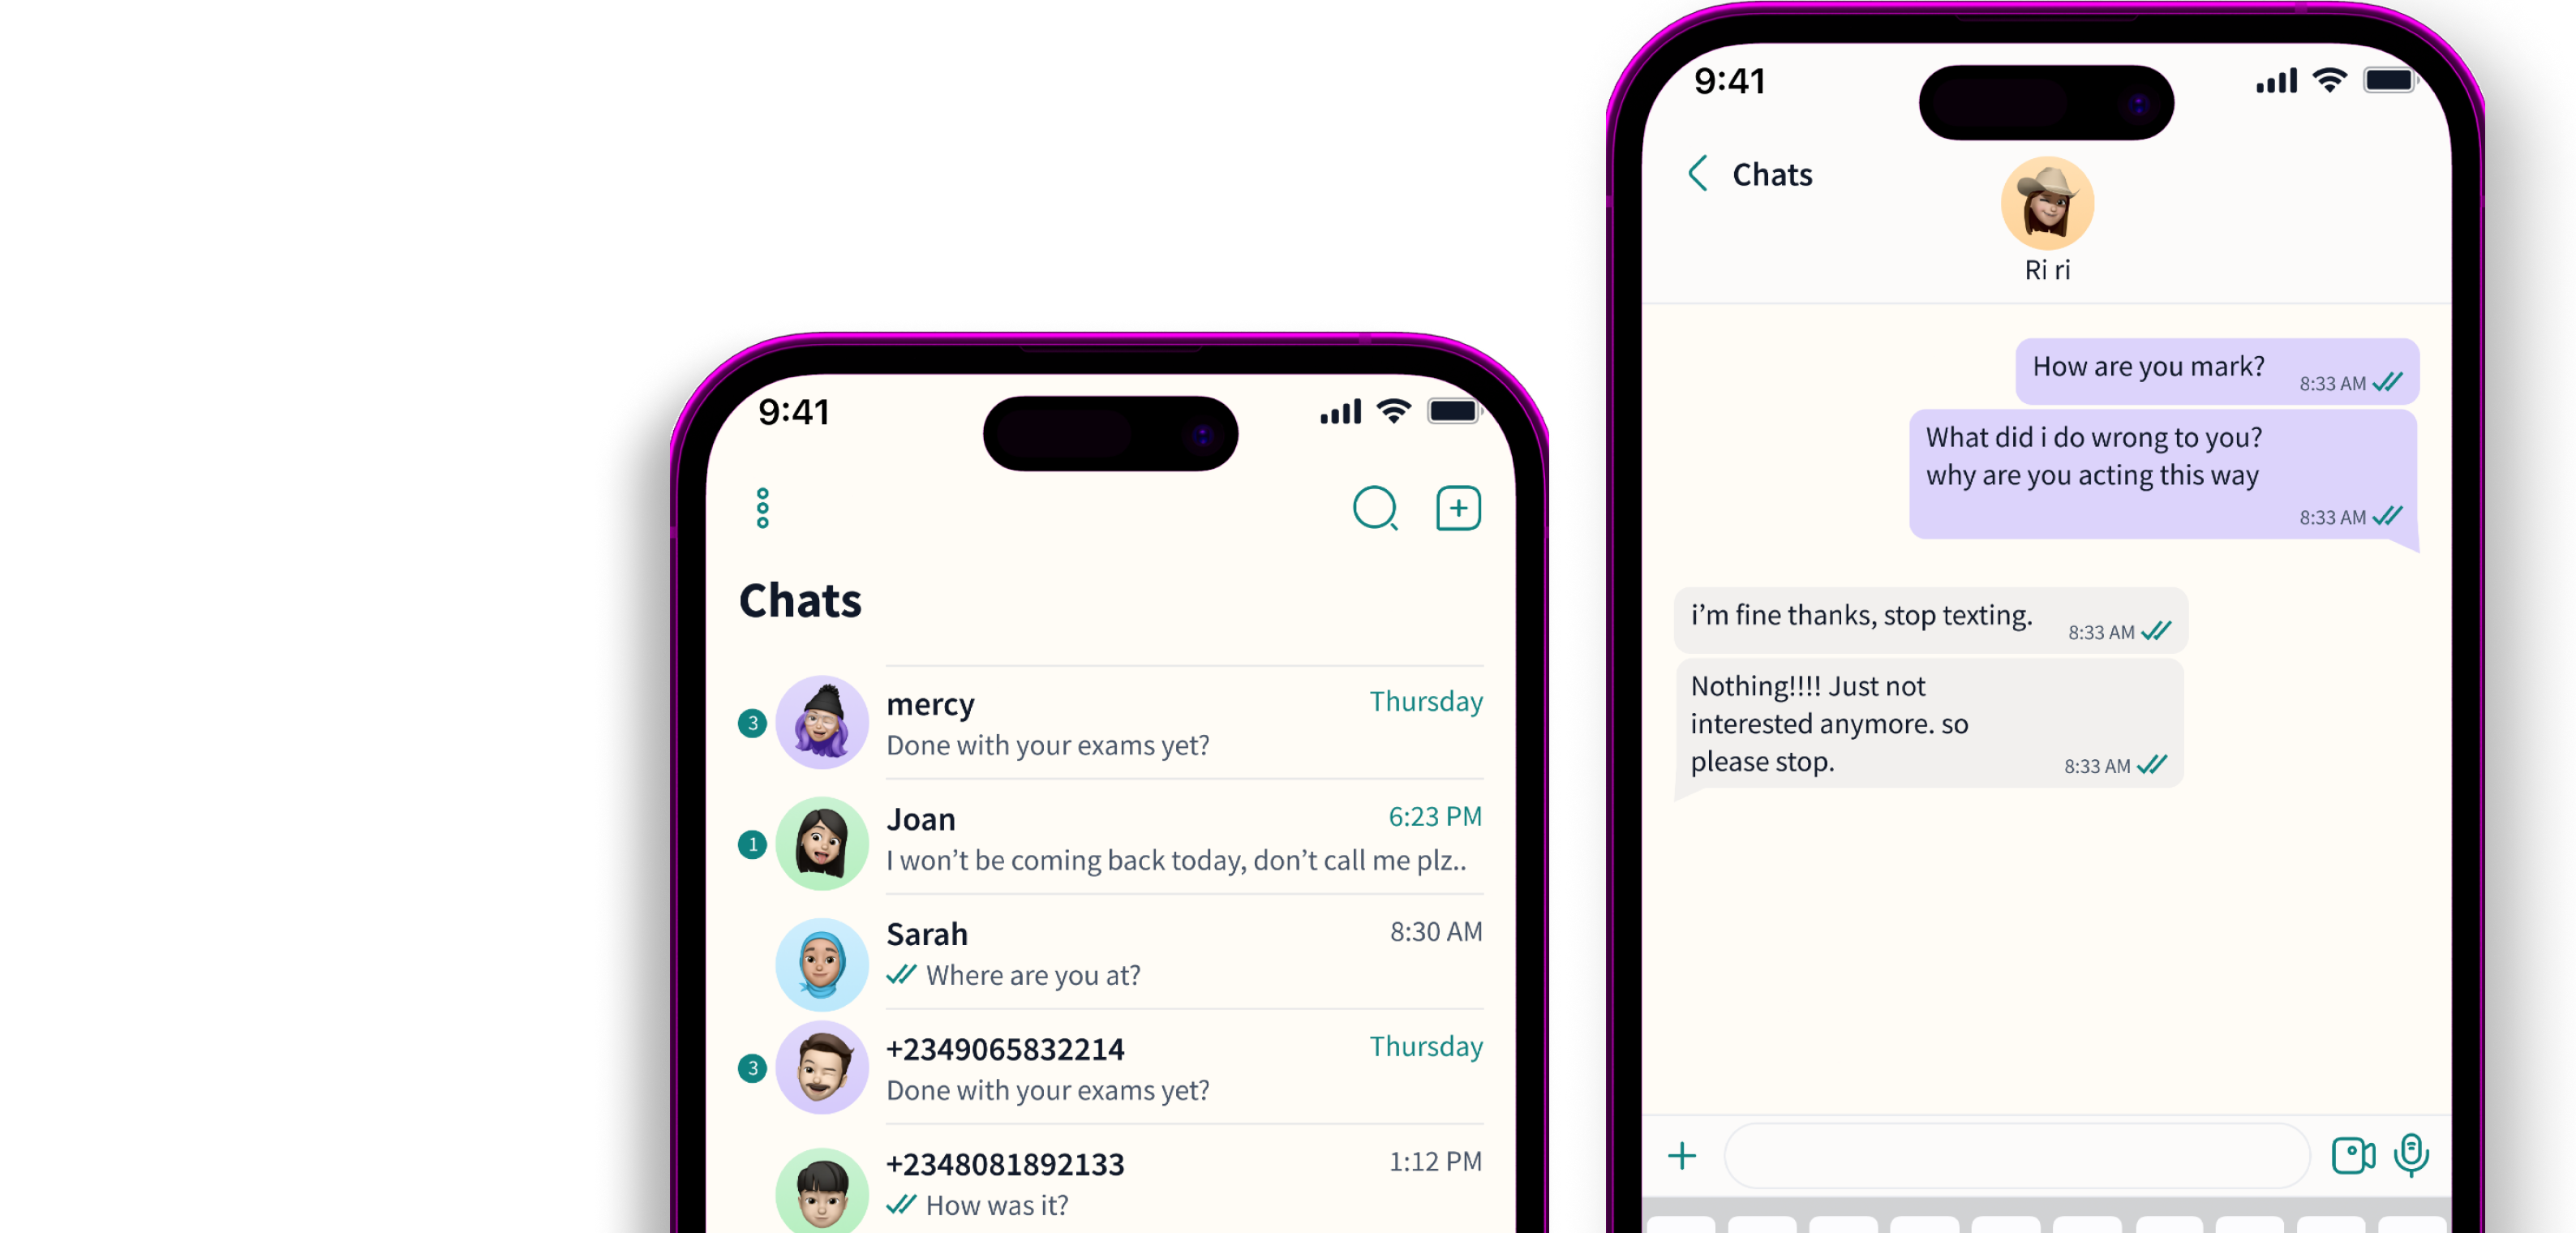 9:41
Chats
3
mercy
Thursday
Done with your exams yet?
1
Joan
6:23 PM
I won’t be coming back today, don’t call me plz..
Sarah
8:30 AM
Where are you at?
3
+2349065832214
Thursday
Done with your exams yet?
+2348081892133
1:12 PM
How was it?
9:41
Chats
Ri ri
How are you mark?
8:33 AM
What did i do wrong to you?
why are you acting this way
8:33 AM
i’m fine thanks, stop texting.
8:33 AM
Nothing!!!! Just not
interested anymore. so
please stop.
8:33 AM